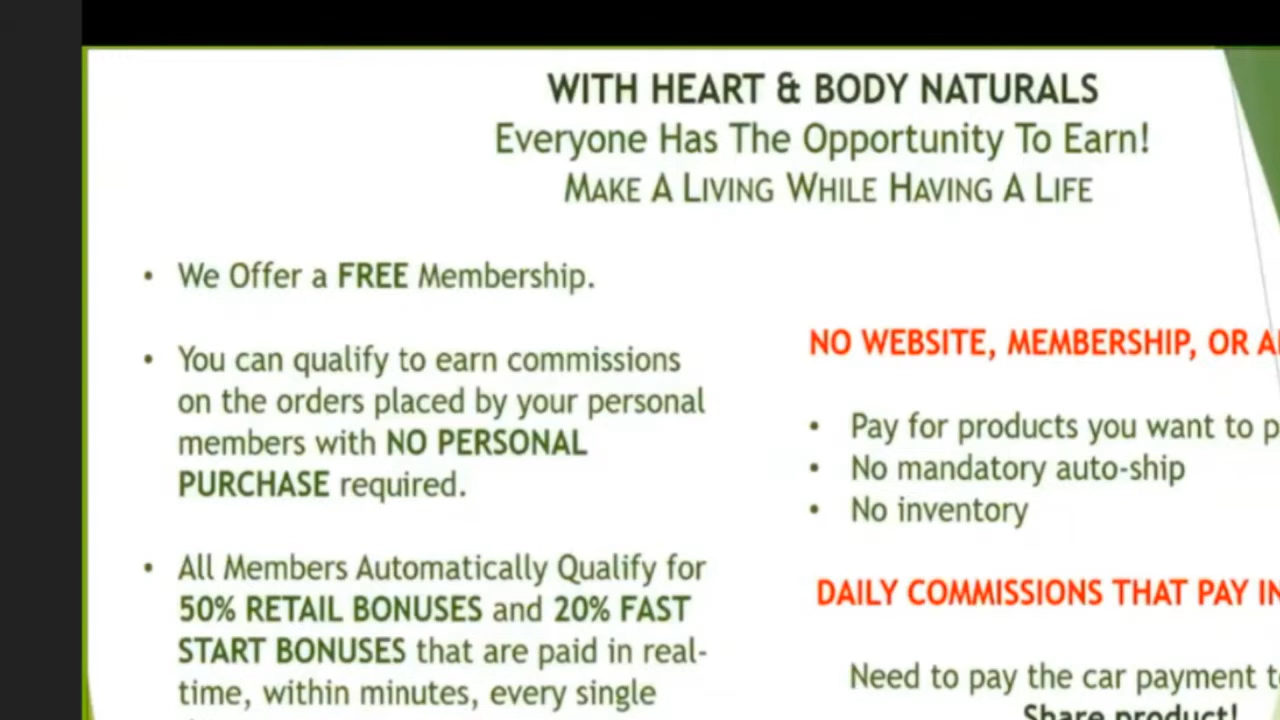 WITH HEART & BODY NATURALS
Everyone Has The Opportunity To Earn!
MAKE A LIVING WHILE HAVING A LIFE
• We Offer a FREE Membership.
• You can qualify to earn commissions
on the orders placed by your personal
members with NO PERSONAL
PURCHASE required.
• All Members Automatically Qualify for
50% RETAIL BONUSES and 20% FAST
START BONUSES that are paid in real-
time, within minutes, every single
NO WEBSITE, MEMBERSHIP, OR
• Pay for products you want to
• No mandatory auto-ship
• No inventory
DAILY COMMISSIONS THAT PAY
Need to pay the car payment
Share product!